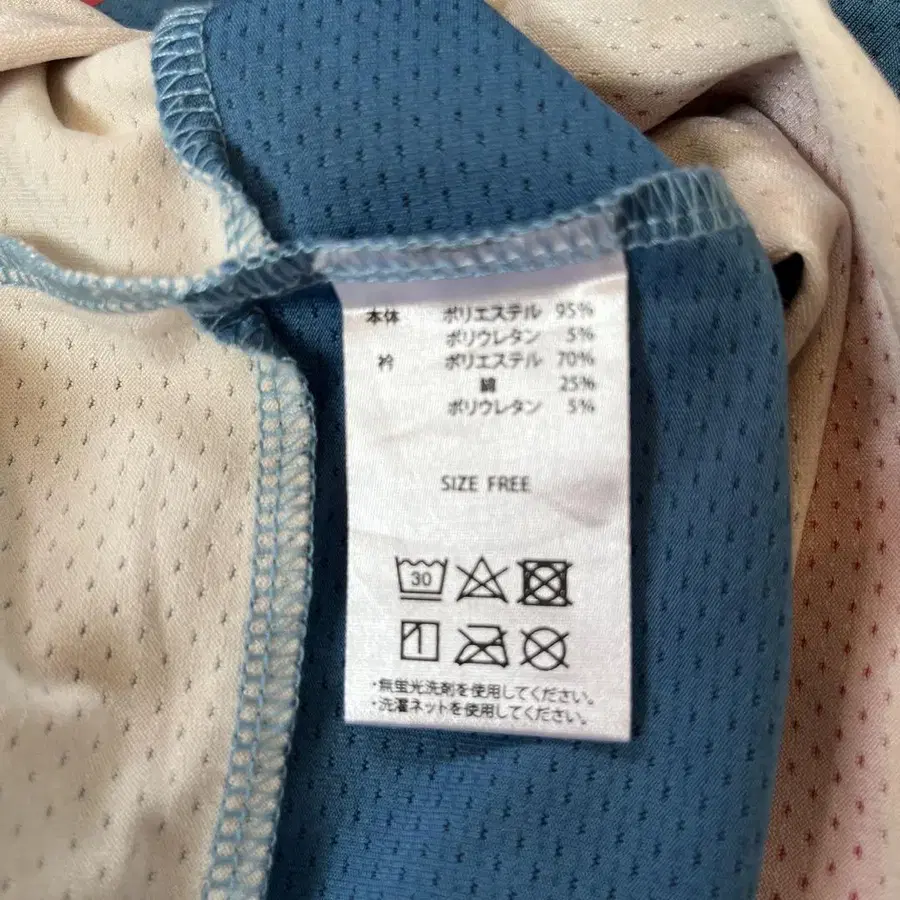 本体 ポリエステル 95%
ポリウレタン 5%
衿 ポリエステル 70%
綿 25%
ポリウレタン 5%
SIZE FREE
30
・無蛍光洗剤を使用してください。
・洗濯ネットを使用してください。